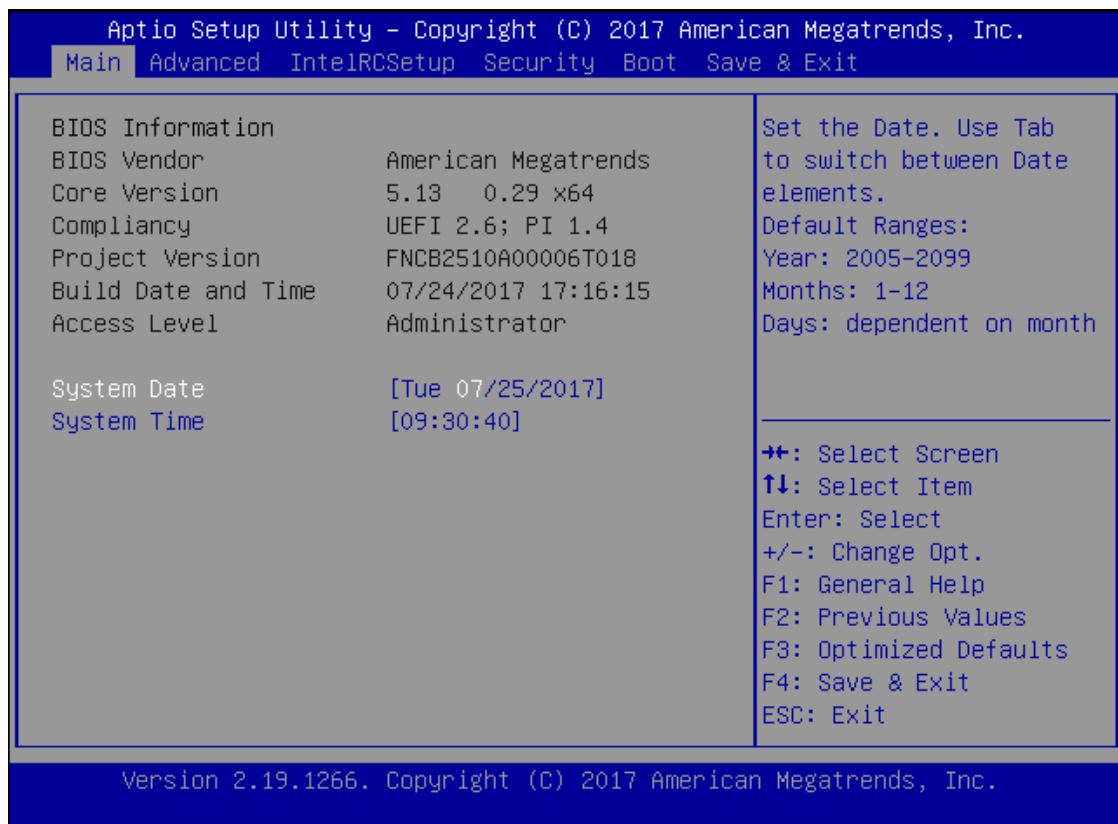 Aptio Setup Utility – Copyright (C) 2017 American Megatrends, Inc.
Main Advanced IntelRCSetup Security Boot Save & Exit
BIOS Information
BIOS Vendor American Megatrends
Core Version 5.13 0.29 x64
Compliancy UEFI 2.6; PI 1.4
Project Version FNCB2510A00006T018
Build Date and Time 07/24/2017 17:16:15
Access Level Administrator
System Date [Tue 07/25/2017]
System Time [09:30:40]
Set the Date. Use Tab
to switch between Date
elements.
Default Ranges:
Year: 2005-2099
Months: 1-12
Days: dependent on month
→←: Select Screen
↑↓: Select Item
Enter: Select
+/-: Change Opt.
F1: General Help
F2: Previous Values
F3: Optimized Defaults
F4: Save & Exit
ESC: Exit
Version 2.19.1266. Copyright (C) 2017 American Megatrends, Inc.